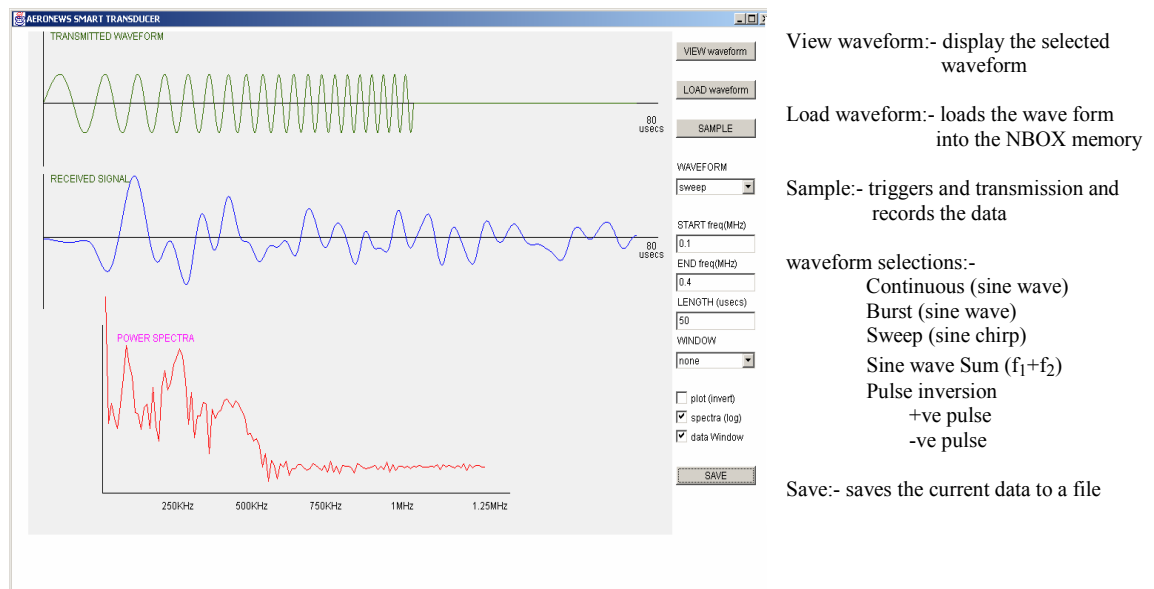 AERONEWS SMART TRANSDUCER
TRANSMITTED WAVEFORM
80
usecs
RECEIVED SIGNAL
80
usecs
POWER SPECTRA
250KHz 500KHz 750KHz 1MHz 1.25MHz
VIEW waveform
LOAD waveform
SAMPLE
WAVEFORM
sweep
START freq(MHz)
0.1
END freq(MHz)
0.4
LENGTH (usecs)
50
WINDOW
none
plot (invert)
spectra (log)
data Window
SAVE
View waveform:- display the selected
waveform
Load waveform:- loads the wave form
into the NBOX memory
Sample:- triggers and transmission and
records the data
waveform selections:-
Continuous (sine wave)
Burst (sine wave)
Sweep (sine chirp)
Sine wave Sum (f1+f2)
Pulse inversion
+ve pulse
-ve pulse
Save:- saves the current data to a file